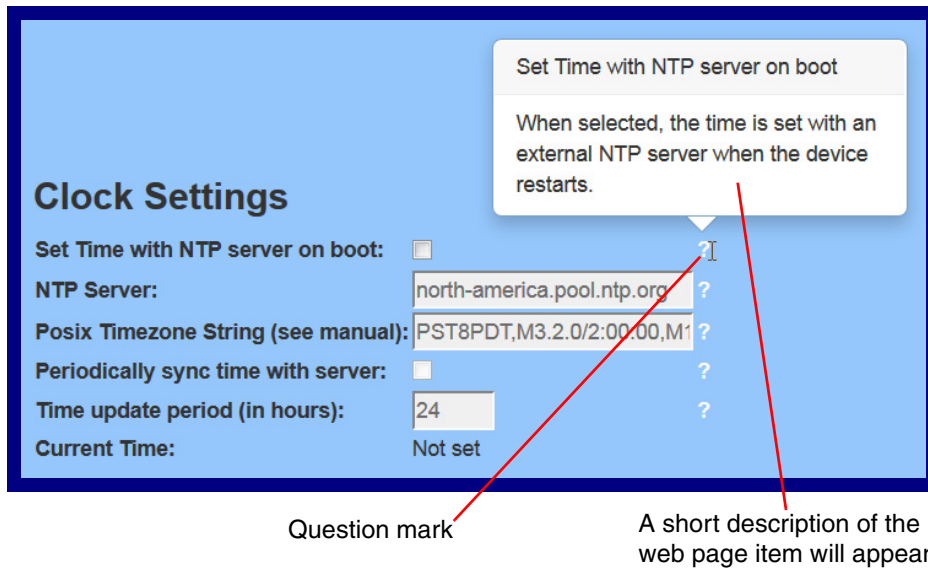 Set Time with NTP server on boot
When selected, the time is set with an
external NTP server when the device
restarts.
Clock Settings
Set Time with NTP server on boot: ?
NTP Server: north-america.pool.ntp.org ?
Posix Timezone String (see manual): PST8PDT,M3.2.0/2:00:00,M1 ?
Periodically sync time with server: ?
Time update period (in hours): 24 ?
Current Time: Not set
Question mark
A short description of the
web page item will appear